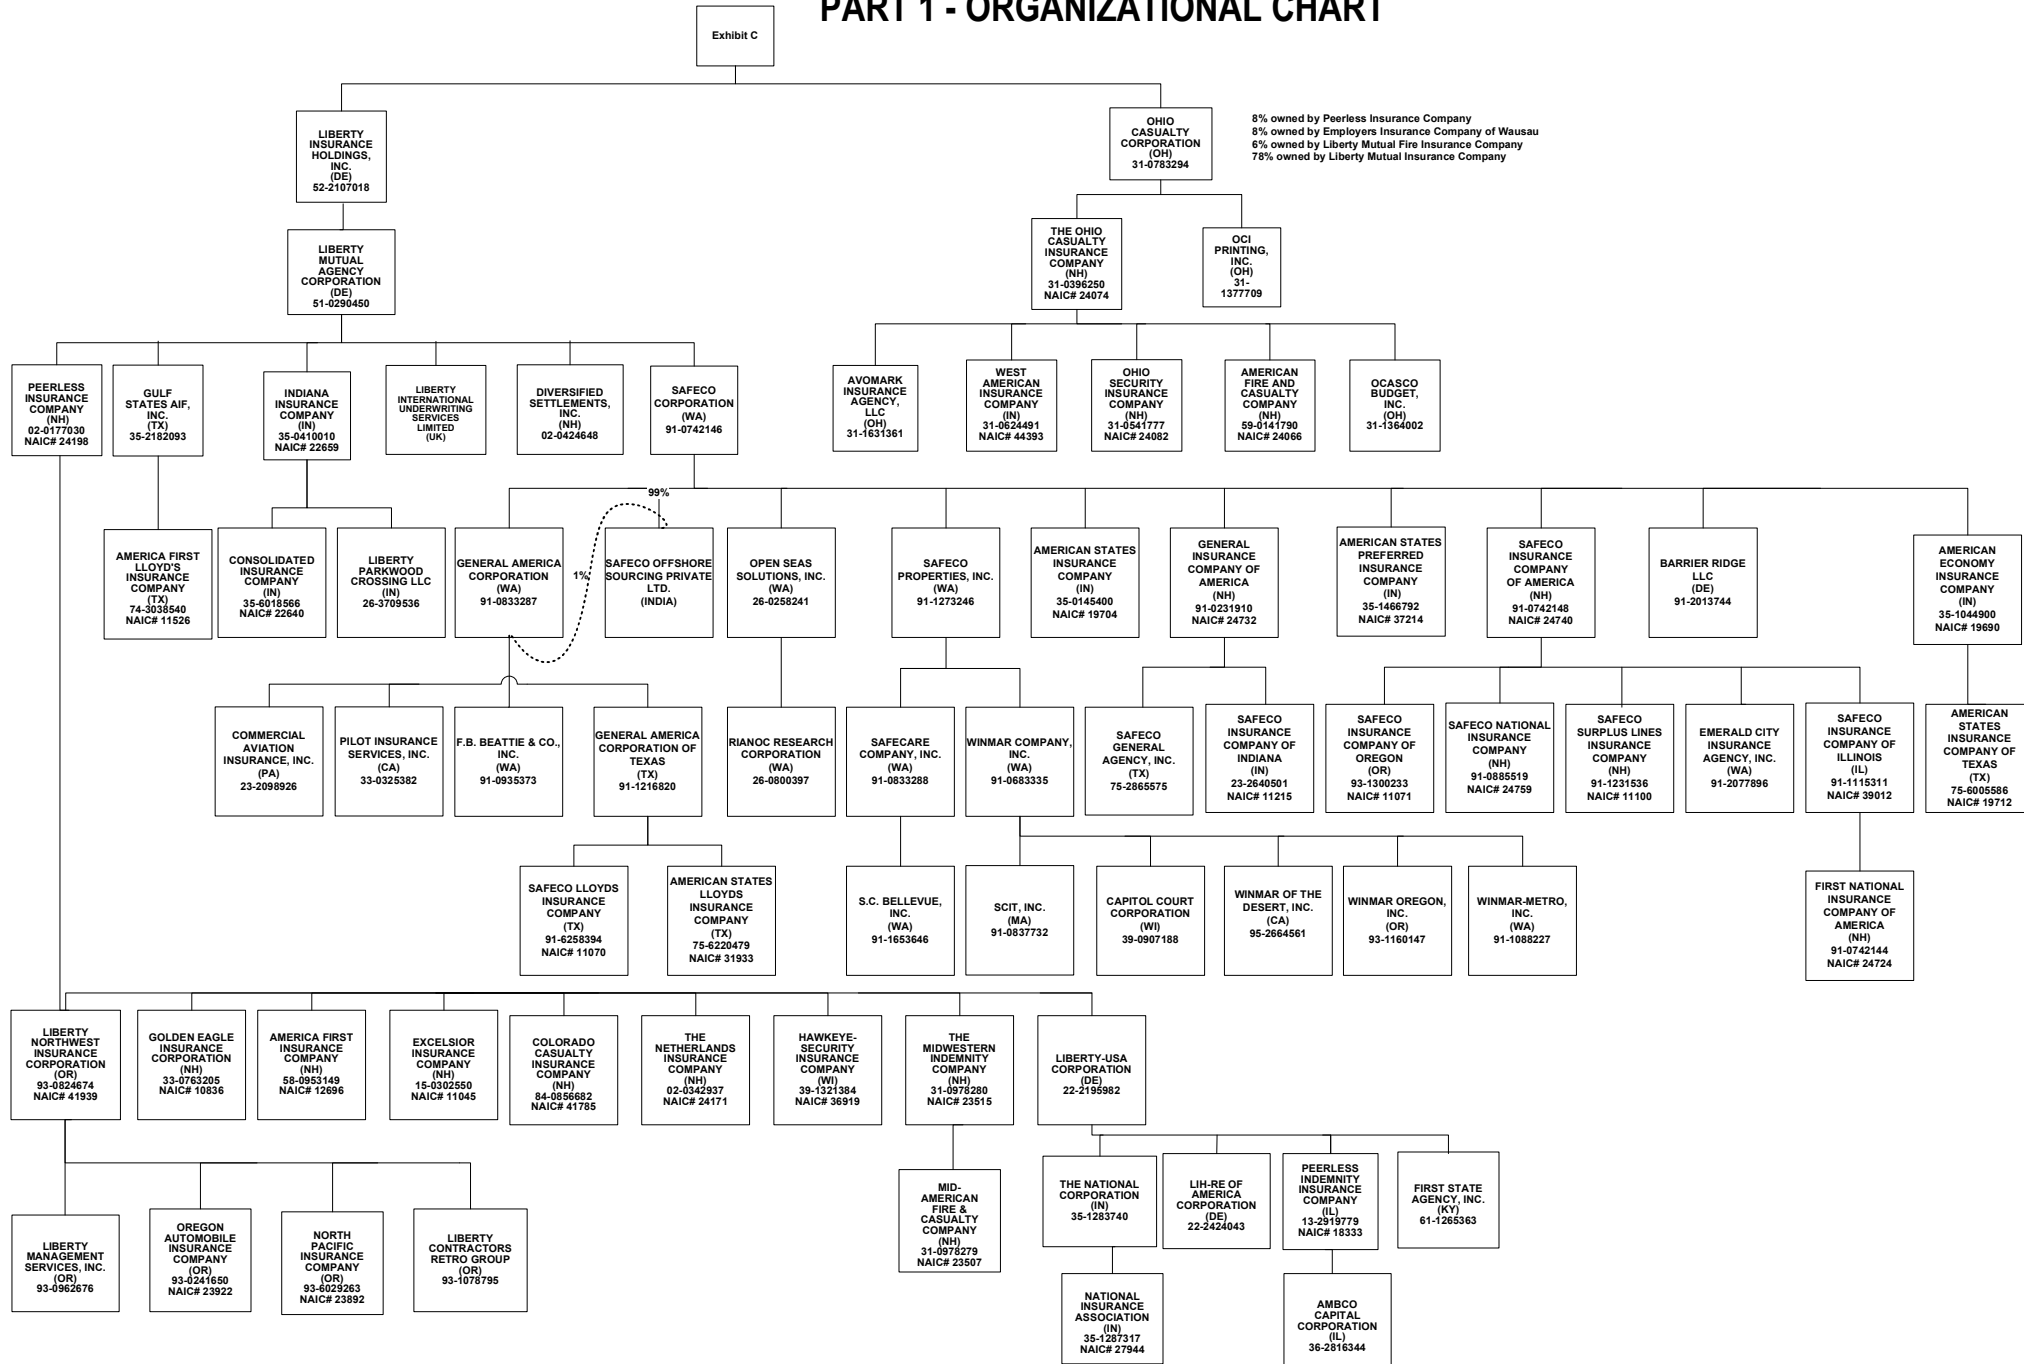 PART 1 - ORGANIZATIONAL CHART
Exhibit C
LIBERTY
INSURANCE
HOLDINGS,
INC.
(DE)
52-2107018
OHIO
CASUALTY
CORPORATION
(OH)
31-0783294
8% owned by Peerless Insurance Company
8% owned by Employers Insurance Company of Wausau
6% owned by Liberty Mutual Fire Insurance Company
78% owned by Liberty Mutual Insurance Company
LIBERTY
MUTUAL
AGENCY
CORPORATION
(DE)
51-0290450
THE OHIO
CASUALTY
INSURANCE
COMPANY
(NH)
31-0396250
NAIC# 24074
OCI
PRINTING,
INC.
(OH)
31-
1377709
PEERLESS
INSURANCE
COMPANY
(NH)
02-0177030
NAIC# 24198
GULF
STATES AIF,
INC.
(TX)
35-2182093
INDIANA
INSURANCE
COMPANY
(IN)
35-0410010
NAIC# 22659
LIBERTY
INTERNATIONAL
UNDERWRITING
SERVICES
LIMITED
(UK)
DIVERSIFIED
SETTLEMENTS,
INC.
(NH)
02-0424648
SAFECO
CORPORATION
(WA)
91-0742146
AVOMARK
INSURANCE
AGENCY,
LLC
(OH)
31-1631361
WEST
AMERICAN
INSURANCE
COMPANY
(IN)
31-0624491
NAIC# 44393
OHIO
SECURITY
INSURANCE
COMPANY
(NH)
31-0541777
NAIC# 24082
AMERICAN
FIRE AND
CASUALTY
COMPANY
(NH)
59-0141790
NAIC# 24066
OCASCO
BUDGET,
INC.
(OH)
31-1364002
99%
1%
AMERICA FIRST
LLOYD'S
INSURANCE
COMPANY
(TX)
74-3038540
NAIC# 11526
CONSOLIDATED
INSURANCE
COMPANY
(IN)
35-6018566
NAIC# 22640
LIBERTY
PARKWOOD
CROSSING LLC
(IN)
26-3709536
GENERAL AMERICA
CORPORATION
(WA)
91-0833287
SAFECO OFFSHORE
SOURCING PRIVATE
LTD.
(INDIA)
OPEN SEAS
SOLUTIONS, INC.
(WA)
26-0258241
SAFECO
PROPERTIES, INC.
(WA)
91-1273246
AMERICAN STATES
INSURANCE
COMPANY
(IN)
35-0145400
NAIC# 19704
GENERAL
INSURANCE
COMPANY OF
AMERICA
(NH)
91-0231910
NAIC# 24732
AMERICAN STATES
PREFERRED
INSURANCE
COMPANY
(IN)
35-1466792
NAIC# 37214
SAFECO
INSURANCE
COMPANY
OF AMERICA
(NH)
91-0742148
NAIC# 24740
BARRIER RIDGE
LLC
(DE)
91-2013744
AMERICAN
ECONOMY
INSURANCE
COMPANY
(IN)
35-1044900
NAIC# 19690
COMMERCIAL
AVIATION
INSURANCE, INC.
(PA)
23-2098926
PILOT INSURANCE
SERVICES, INC.
(CA)
33-0325382
F.B. BEATTIE & CO.,
INC.
(WA)
91-0935373
GENERAL AMERICA
CORPORATION OF
TEXAS
(TX)
91-1216820
RIANOC RESEARCH
CORPORATION
(WA)
26-0800397
SAFECARE
COMPANY, INC.
(WA)
91-0833288
WINMAR COMPANY,
INC.
(WA)
91-0683335
SAFECO
GENERAL
AGENCY, INC.
(TX)
75-2865575
SAFECO
INSURANCE
COMPANY OF
INDIANA
(IN)
23-2640501
NAIC# 11215
SAFECO
INSURANCE
COMPANY OF
OREGON
(OR)
93-1300233
NAIC# 11071
SAFECO NATIONAL
INSURANCE
COMPANY
(NH)
91-0885519
NAIC# 24759
SAFECO
SURPLUS LINES
INSURANCE
COMPANY
(NH)
91-1231536
NAIC# 11100
EMERALD CITY
INSURANCE
AGENCY, INC.
(WA)
91-2077896
SAFECO
INSURANCE
COMPANY OF
ILLINOIS
(IL)
91-1115311
NAIC# 39012
AMERICAN
STATES
INSURANCE
COMPANY OF
TEXAS
(TX)
75-6005586
NAIC# 19712
SAFECO LLOYDS
INSURANCE
COMPANY
(TX)
91-6258394
NAIC# 11070
AMERICAN STATES
LLOYDS
INSURANCE
COMPANY
(TX)
75-6220479
NAIC# 31933
S.C. BELLEVUE,
INC.
(WA)
91-1653646
SCIT, INC.
(MA)
91-0837732
CAPITOL COURT
CORPORATION
(WI)
39-0907188
WINMAR OF THE
DESERT, INC.
(CA)
95-2664561
WINMAR OREGON,
INC.
(OR)
93-1160147
WINMAR-METRO,
INC.
(WA)
91-1088227
FIRST NATIONAL
INSURANCE
COMPANY OF
AMERICA
(NH)
91-0742144
NAIC# 24724
LIBERTY
NORTHWEST
INSURANCE
CORPORATION
(OR)
93-0824674
NAIC# 41939
GOLDEN EAGLE
INSURANCE
CORPORATION
(NH)
33-0763205
NAIC# 10836
AMERICA FIRST
INSURANCE
COMPANY
(NH)
58-0953149
NAIC# 12696
EXCELSIOR
INSURANCE
COMPANY
(NH)
15-0302550
NAIC# 11045
COLORADO
CASUALTY
INSURANCE
COMPANY
(NH)
84-0856682
NAIC# 41785
THE
NETHERLANDS
INSURANCE
COMPANY
(NH)
02-0342937
NAIC# 24171
HAWKEYE-
SECURITY
INSURANCE
COMPANY
(WI)
39-1321384
NAIC# 36919
THE
MIDWESTERN
INDEMNITY
COMPANY
(NH)
31-0978280
NAIC# 23515
LIBERTY-USA
CORPORATION
(DE)
22-2195982
LIBERTY
MANAGEMENT
SERVICES, INC.
(OR)
93-0962676
OREGON
AUTOMOBILE
INSURANCE
COMPANY
(OR)
93-0241650
NAIC# 23922
NORTH
PACIFIC
INSURANCE
COMPANY
(OR)
93-6029263
NAIC# 23892
LIBERTY
CONTRACTORS
RETRO GROUP
(OR)
93-1078795
MID-
AMERICAN
FIRE &
CASUALTY
COMPANY
(NH)
31-0978279
NAIC# 23507
THE NATIONAL
CORPORATION
(IN)
35-1283740
LIH-RE OF
AMERICA
CORPORATION
(DE)
22-2424043
PEERLESS
INDEMNITY
INSURANCE
COMPANY
(IL)
13-2919779
NAIC# 18333
FIRST STATE
AGENCY, INC.
(KY)
61-1265363
NATIONAL
INSURANCE
ASSOCIATION
(IN)
35-1287317
NAIC# 27944
AMBCO
CAPITAL
CORPORATION
(IL)
36-2816344